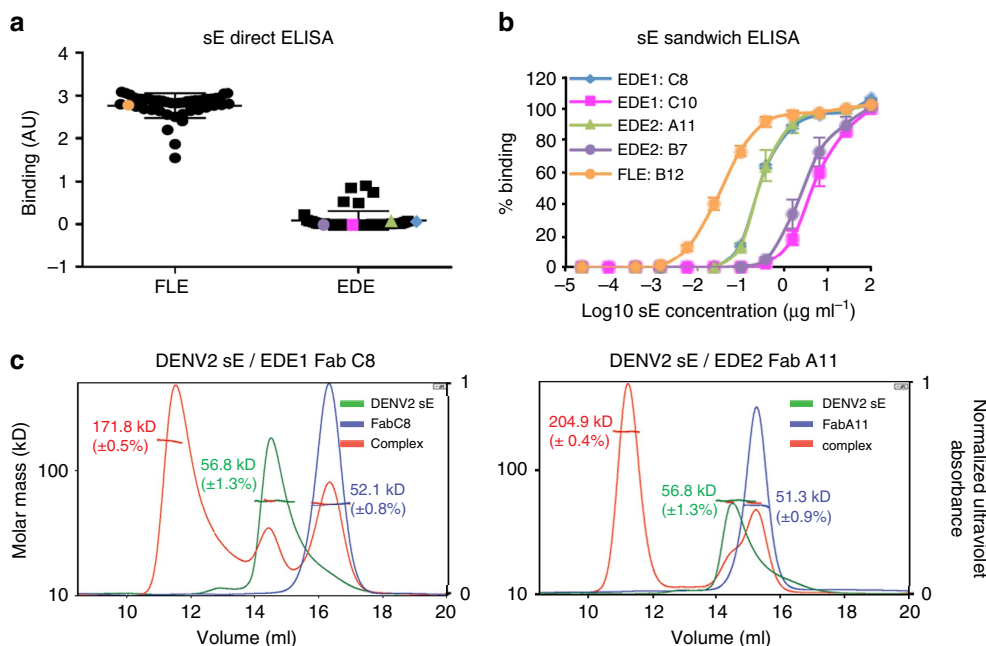 a
sE direct ELISA
Binding (AU)
4
3
2
1
0
−1
FLE
EDE
b
sE sandwich ELISA
% binding
120
100
80
60
40
20
0
EDE1: C8
EDE1: C10
EDE2: A11
EDE2: B7
FLE: B12
−5 −4 −3 −2 −1 0 1 2
Log10 sE concentration (μg ml−1)
c
DENV2 sE / EDE1 Fab C8
Molar mass (kD)
100
10
1
0
171.8 kD
(±0.5%)
56.8 kD
(±1.3%)
52.1 kD
(±0.8%)
DENV2 sE
FabC8
Complex
10 12 14 16 18 20
Volume (ml)
DENV2 sE / EDE2 Fab A11
100
10
1
0
204.9 kD
(± 0.4%)
56.8 kD
(±1.3%)
51.3 kD
(±0.9%)
DENV2 sE
FabA11
complex
10 12 14 16 18 20
Volume (ml)
Normalized ultraviolet
absorbance